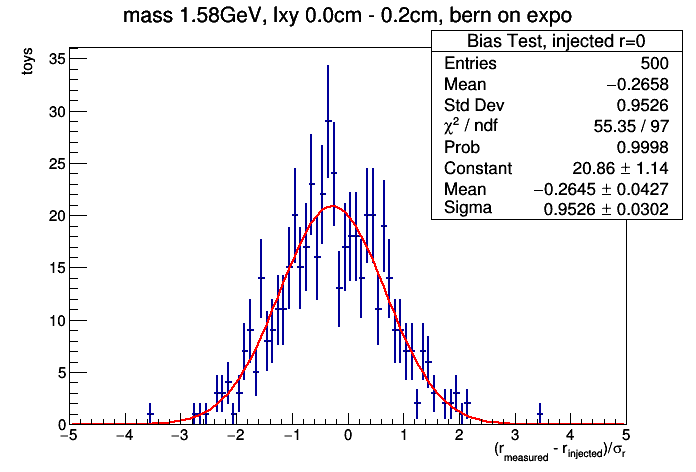 mass 1.58GeV, lxy 0.0cm - 0.2cm, bern on expo
Bias Test, injected r=0
Entries 500
Mean −0.2658
Std Dev 0.9526
χ² / ndf 55.35 / 97
Prob 0.9998
Constant 20.86 ± 1.14
Mean −0.2645 ± 0.0427
Sigma 0.9526 ± 0.0302
toys
35
30
25
20
15
10
5
0
−5 −4 −3 −2 −1 0 1 2 3 4 5
(r_measured - r_injected)/σ_r